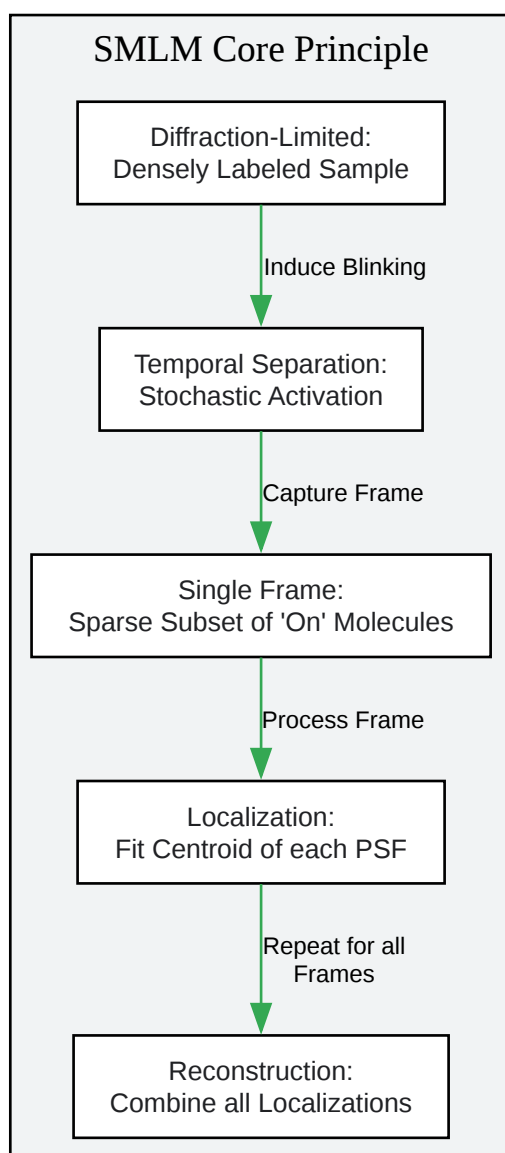 SMLM Core Principle
Diffraction-Limited:
Densely Labeled Sample
Induce Blinking
Temporal Separation:
Stochastic Activation
Capture Frame
Single Frame:
Sparse Subset of 'On' Molecules
Process Frame
Localization:
Fit Centroid of each PSF
Repeat for all
Frames
Reconstruction:
Combine all Localizations